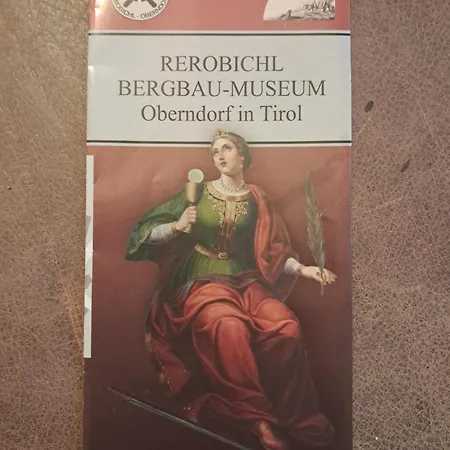 REROBICHL
BERGBAU-MUSEUM
Oberndorf in Tirol